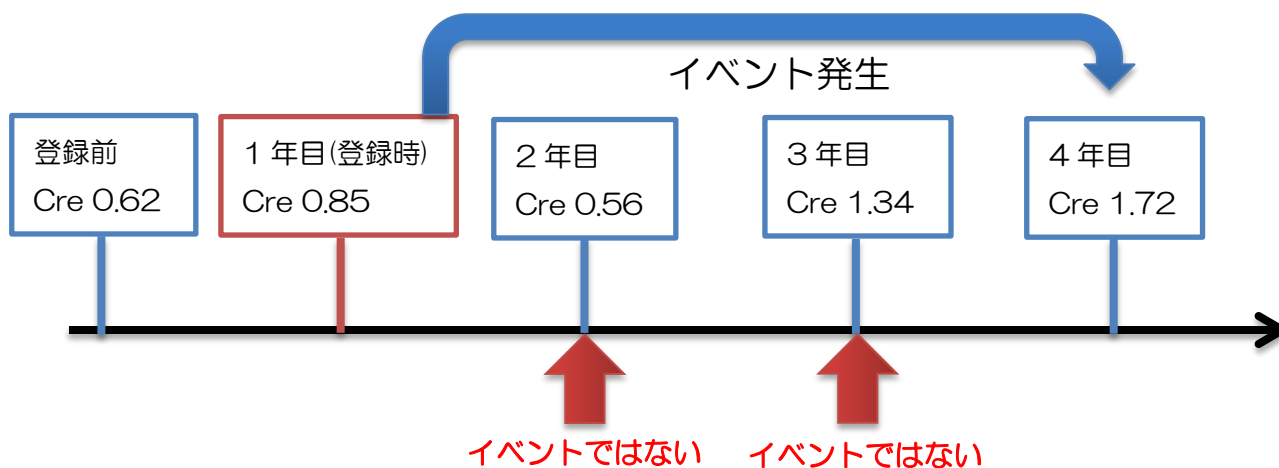 イベント発生
登録前
Cre 0.62
１年目(登録時)
Cre 0.85
２年目
Cre 0.56
３年目
Cre 1.34
４年目
Cre 1.72
イベントではない
イベントではない